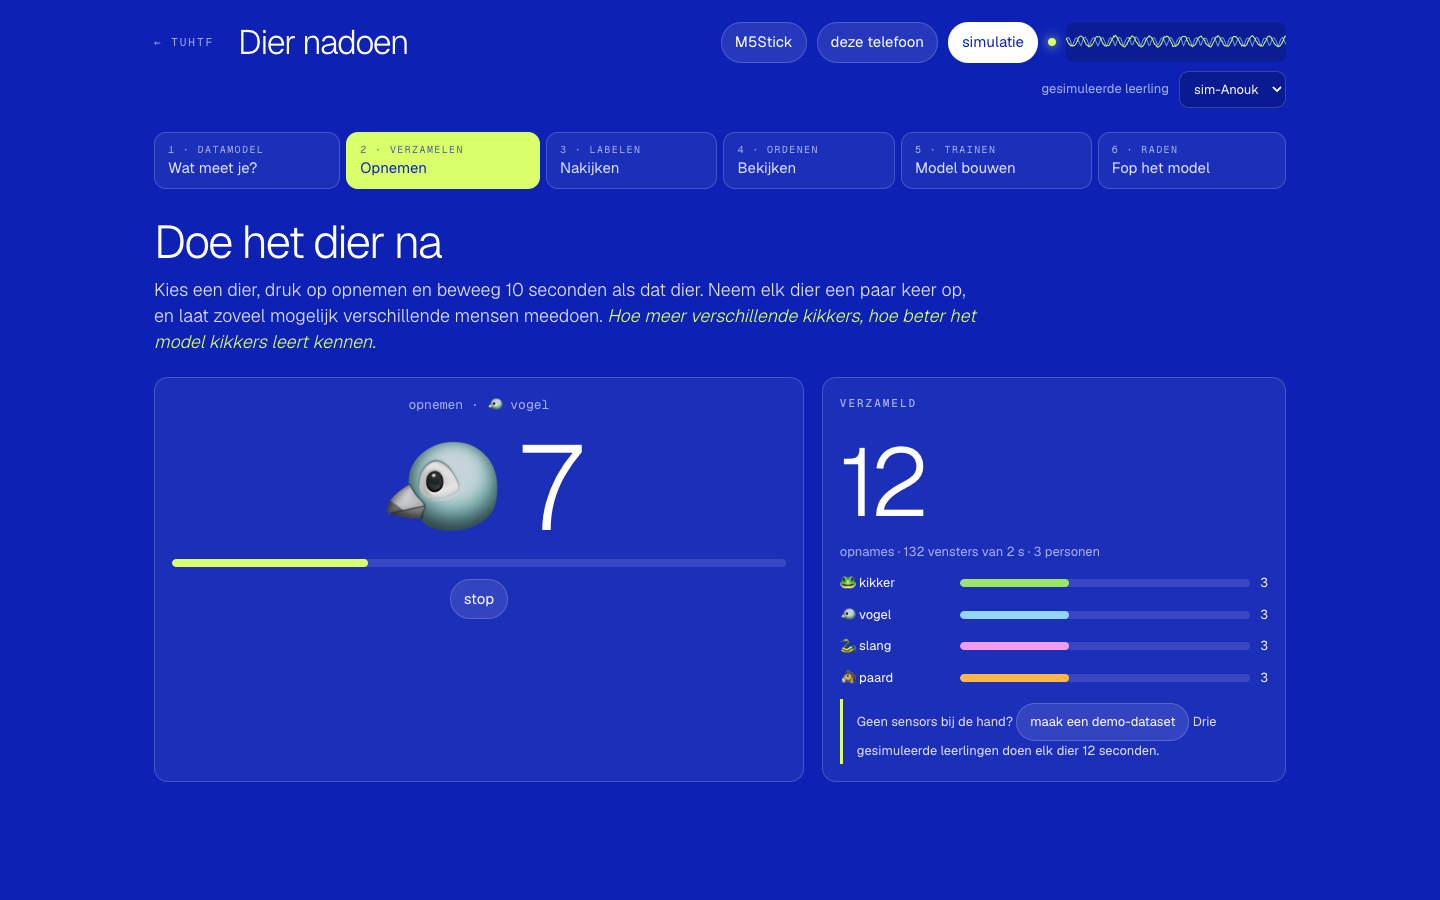 ← TUHTF
Dier nadoen
M5Stick
deze telefoon
simulatie
gesimuleerde leerling
sim-Anouk
1 · DATAMODEL
Wat meet je?
2 · VERZAMELEN
Opnemen
3 · LABELEN
Nakijken
4 · ORDENEN
Bekijken
5 · TRAINEN
Model bouwen
6 · RADEN
Fop het model
Doe het dier na
Kies een dier, druk op opnemen en beweeg 10 seconden als dat dier. Neem elk dier een paar keer op,
en laat zoveel mogelijk verschillende mensen meedoen. Hoe meer verschillende kikkers, hoe beter het
model kikkers leert kennen.
opnemen · vogel
7
stop
VERZAMELD
12
opnames · 132 vensters van 2 s · 3 personen
kikker 3
vogel 3
slang 3
paard 3
Geen sensors bij de hand? maak een demo-dataset Drie
gesimuleerde leerlingen doen elk dier 12 seconden.